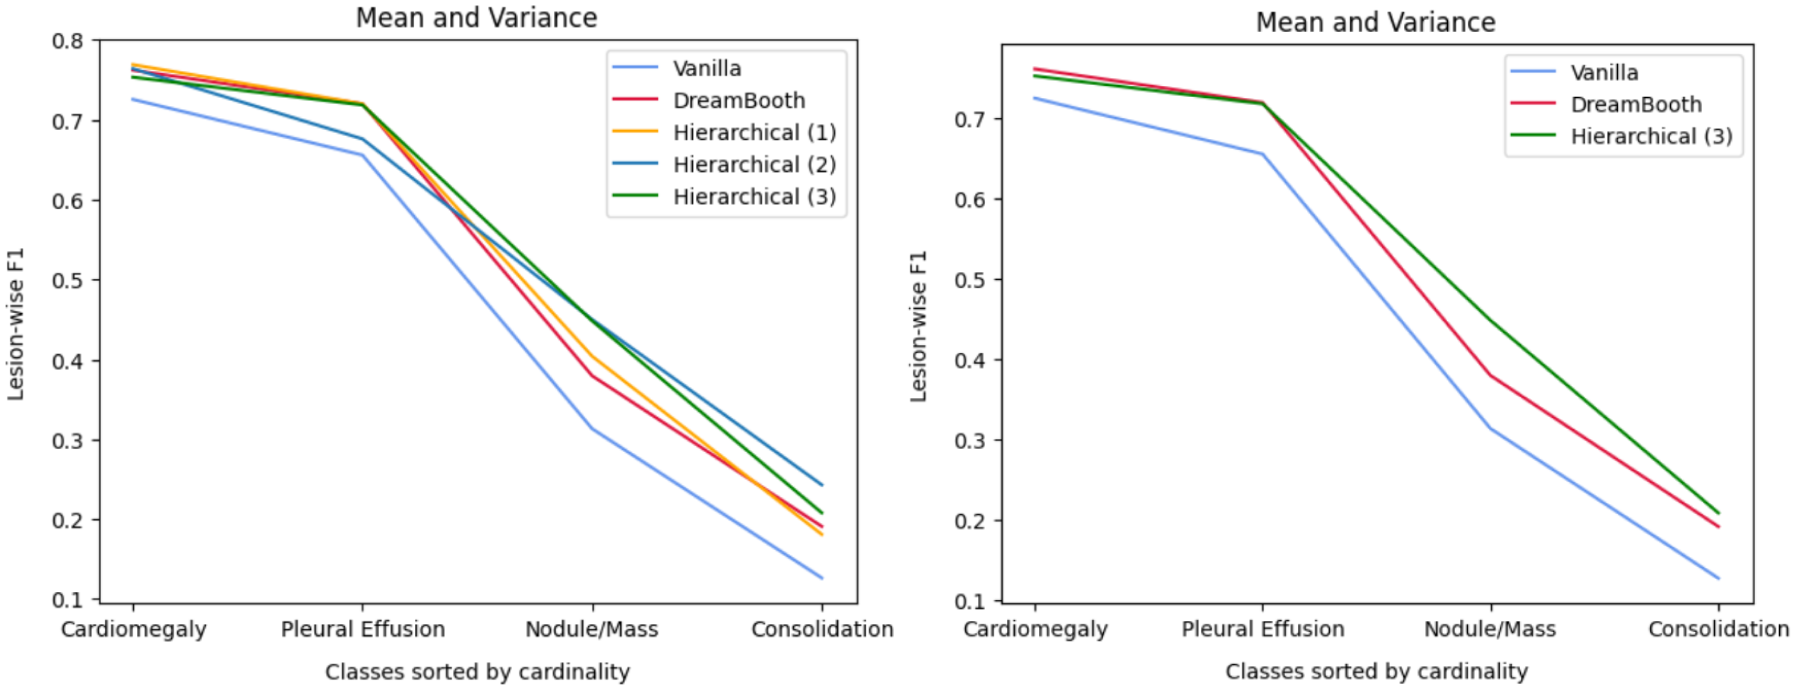 Mean and Variance
0.8
0.7
0.6
0.5
0.4
0.3
0.2
0.1
Lesion-wise F1
Vanilla
DreamBooth
Hierarchical (1)
Hierarchical (2)
Hierarchical (3)
Cardiomegaly
Pleural Effusion
Nodule/Mass
Consolidation
Classes sorted by cardinality
Mean and Variance
0.7
0.6
0.5
0.4
0.3
0.2
0.1
Lesion-wise F1
Vanilla
DreamBooth
Hierarchical (3)
Cardiomegaly
Pleural Effusion
Nodule/Mass
Consolidation
Classes sorted by cardinality